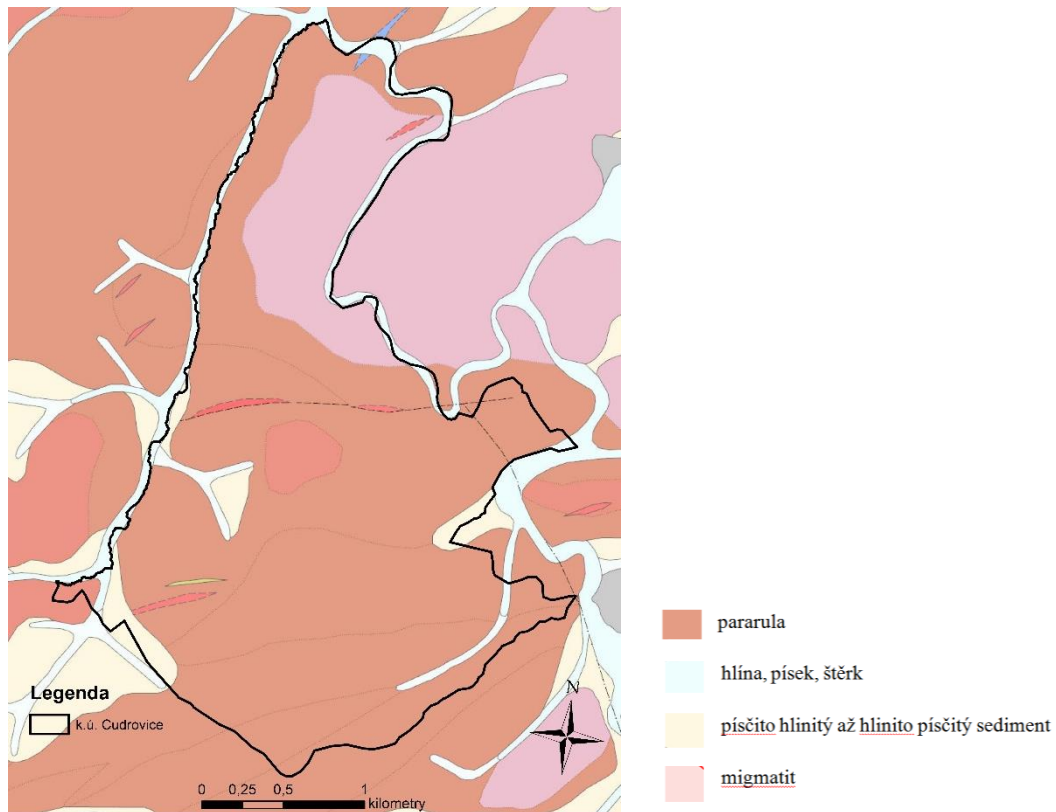 Legenda
k.ú. Cudrovice
N
0 0,25 0,5 1
kilometry
pararula
hlína, písek, štěrk
písčito hlinitý až hlinito písčitý sediment
migmatit